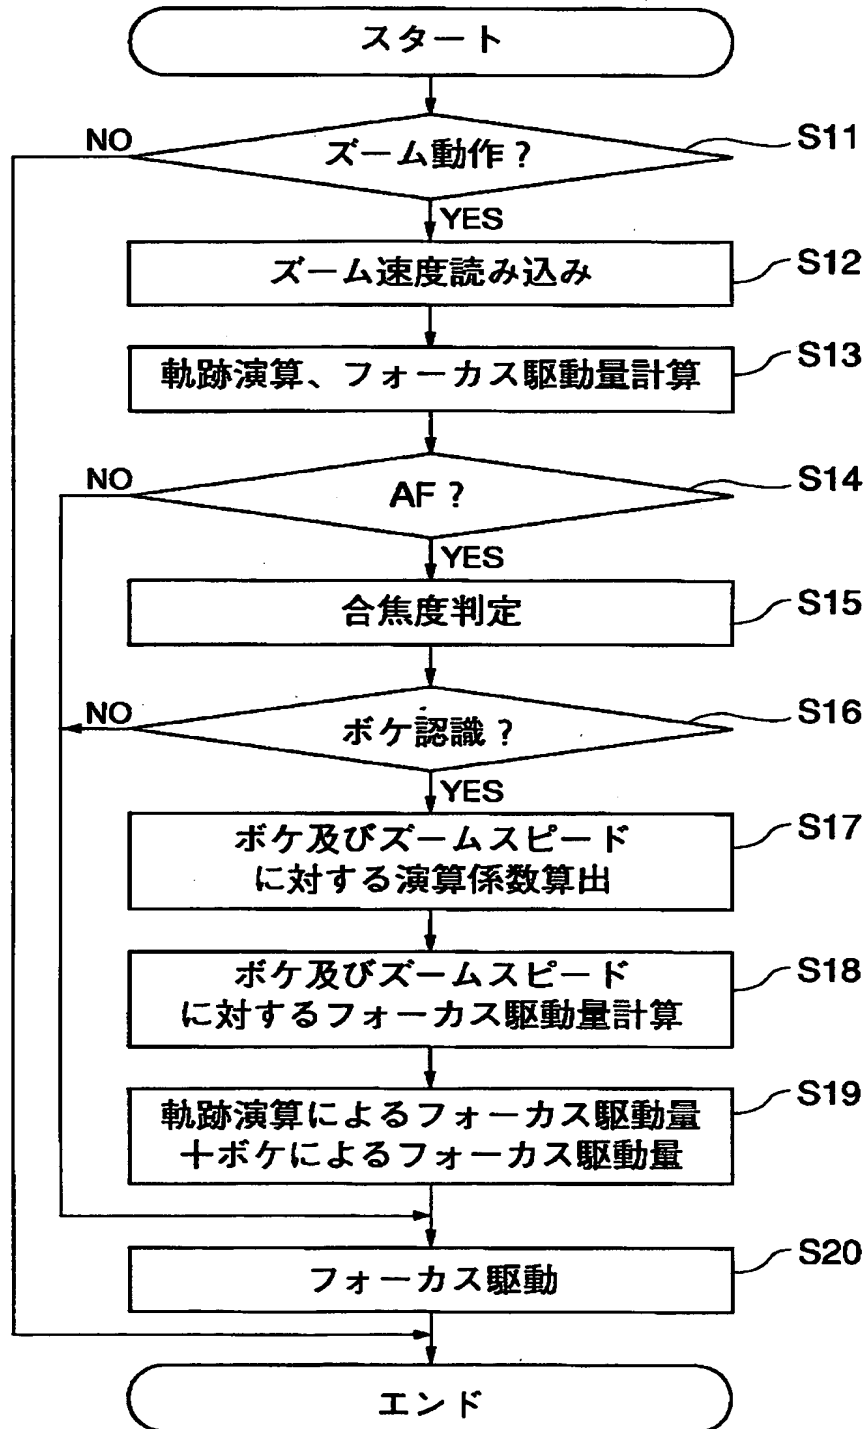 スタート
NO
ズーム動作?
S11
YES
ズーム速度読み込み
S12
軌跡演算、フォーカス駆動量計算
S13
NO
AF?
S14
YES
合焦度判定
S15
NO
ボケ認識?
S16
YES
ボケ及びズームスピード
に対する演算係数算出
S17
ボケ及びズームスピード
に対するフォーカス駆動量計算
S18
軌跡演算によるフォーカス駆動量
+ボケによるフォーカス駆動量
S19
フォーカス駆動
S20
エンド